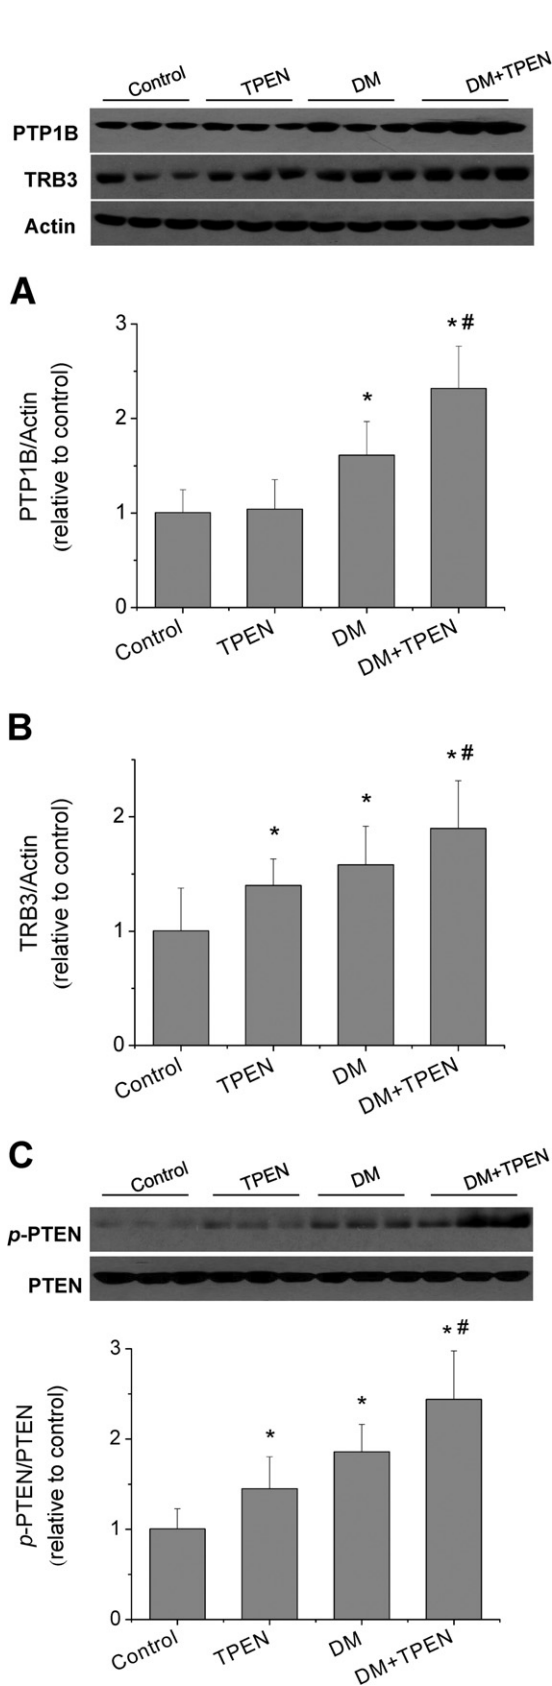 Control TPEN DM DM+TPEN
PTP1B
TRB3
Actin
A
3
2
1
0
PTP1B/Actin
(relative to control)
*
* #
Control TPEN DM DM+TPEN
B
2
1
0
TRB3/Actin
(relative to control)
*
*
* #
Control TPEN DM DM+TPEN
C
Control TPEN DM DM+TPEN
p-PTEN
PTEN
3
2
1
0
p-PTEN/PTEN
(relative to control)
*
*
* #
Control TPEN DM DM+TPEN